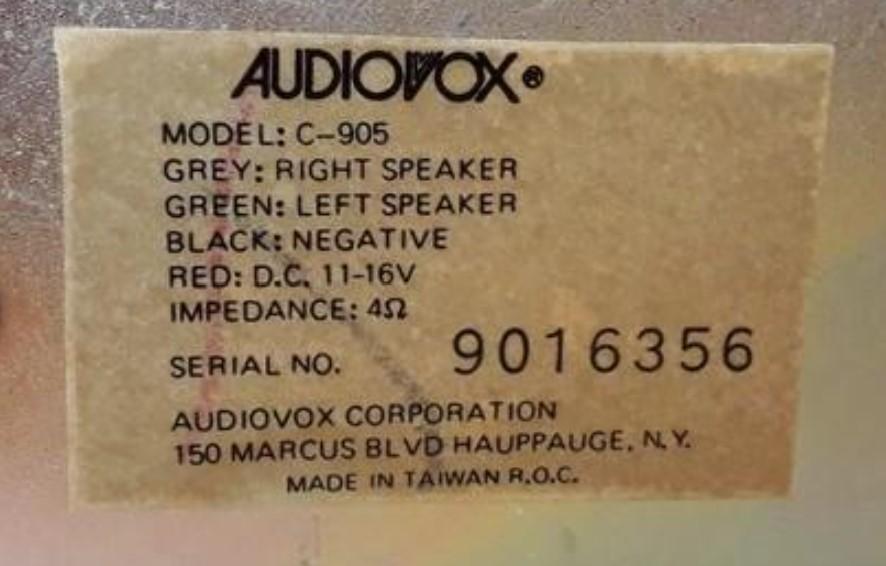 AUDIOVOX®
MODEL: C-905
GREY: RIGHT SPEAKER
GREEN: LEFT SPEAKER
BLACK: NEGATIVE
RED: D.C. 11-16V
IMPEDANCE: 4Ω
SERIAL NO. 9016356
AUDIOVOX CORPORATION
150 MARCUS BLVD HAUPPAUGE, N.Y.
MADE IN TAIWAN R.O.C.